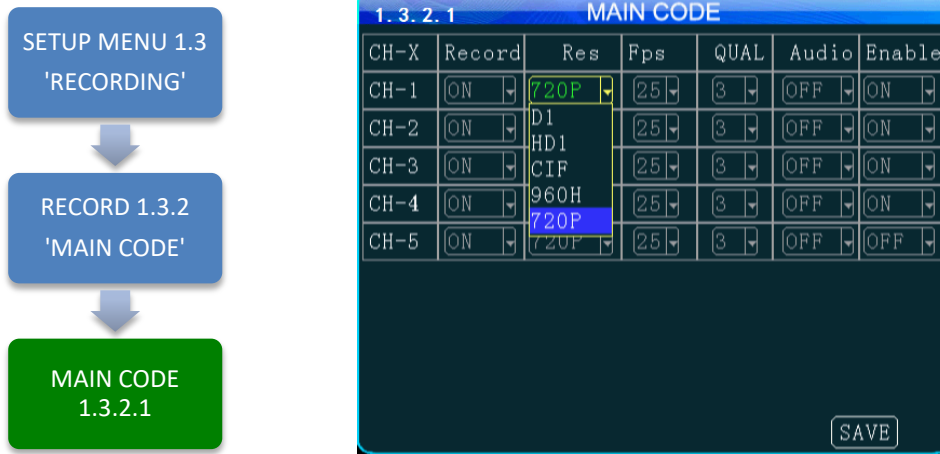 SETUP MENU 1.3
'RECORDING'
RECORD 1.3.2
'MAIN CODE'
MAIN CODE
1.3.2.1
1.3.2.1 MAIN CODE
CH-X Record Res Fps QUAL Audio Enable
CH-1 ON 720P 25 3 OFF ON
D1
CH-2 ON 25 3 OFF ON
HD1
CH-3 ON CIF 25 3 OFF ON
960H
CH-4 ON 25 3 OFF ON
720P
CH-5 ON 720P 25 3 OFF OFF
SAVE